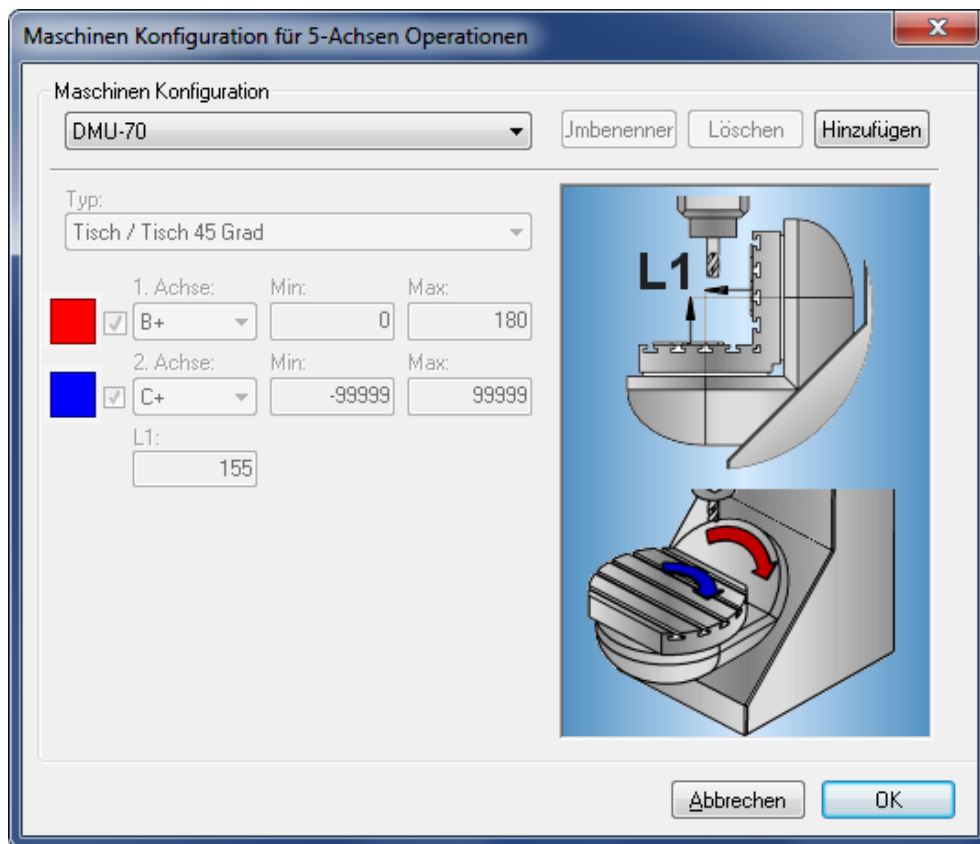 Maschinen Konfiguration für 5-Achsen Operationen
X
Maschinen Konfiguration
DMU-70
Jmbenenner Löschen Hinzufügen
Typ:
Tisch / Tisch 45 Grad
1. Achse: Min: Max:
B+ 0 180
2. Achse: Min: Max:
C+ -99999 99999
L1:
155
L1
Abbrechen OK